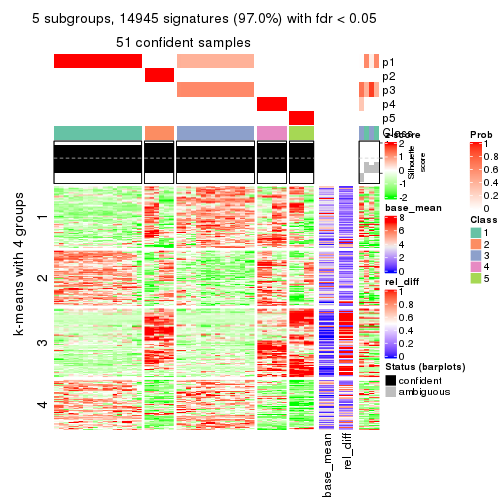 5 subgroups, 14945 signatures (97.0%) with fdr < 0.05
51 confident samples
p1
p2
p3
p4
p5
Class
z-score
2
1
0
-1
-2
Silhouette
score
base_mean
8
6
4
2
0
rel_diff
1
0.8
0.6
0.4
0.2
0
Status (barplots)
confident
ambiguous
Prob
1
0.8
0.6
0.4
0.2
0
Class
1
2
3
4
5
k-means with 4 groups
1
2
3
4
base_mean
rel_diff